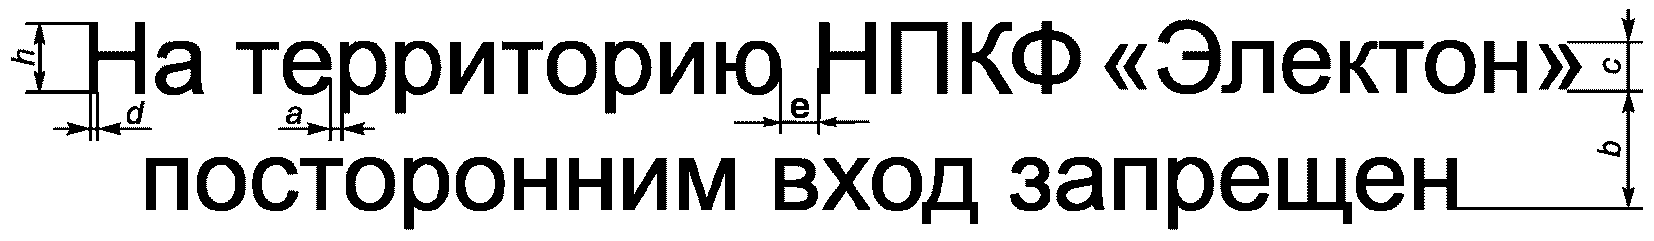 h На территорию НПКФ «Электон» c
d a e b
посторонним вход запрещен